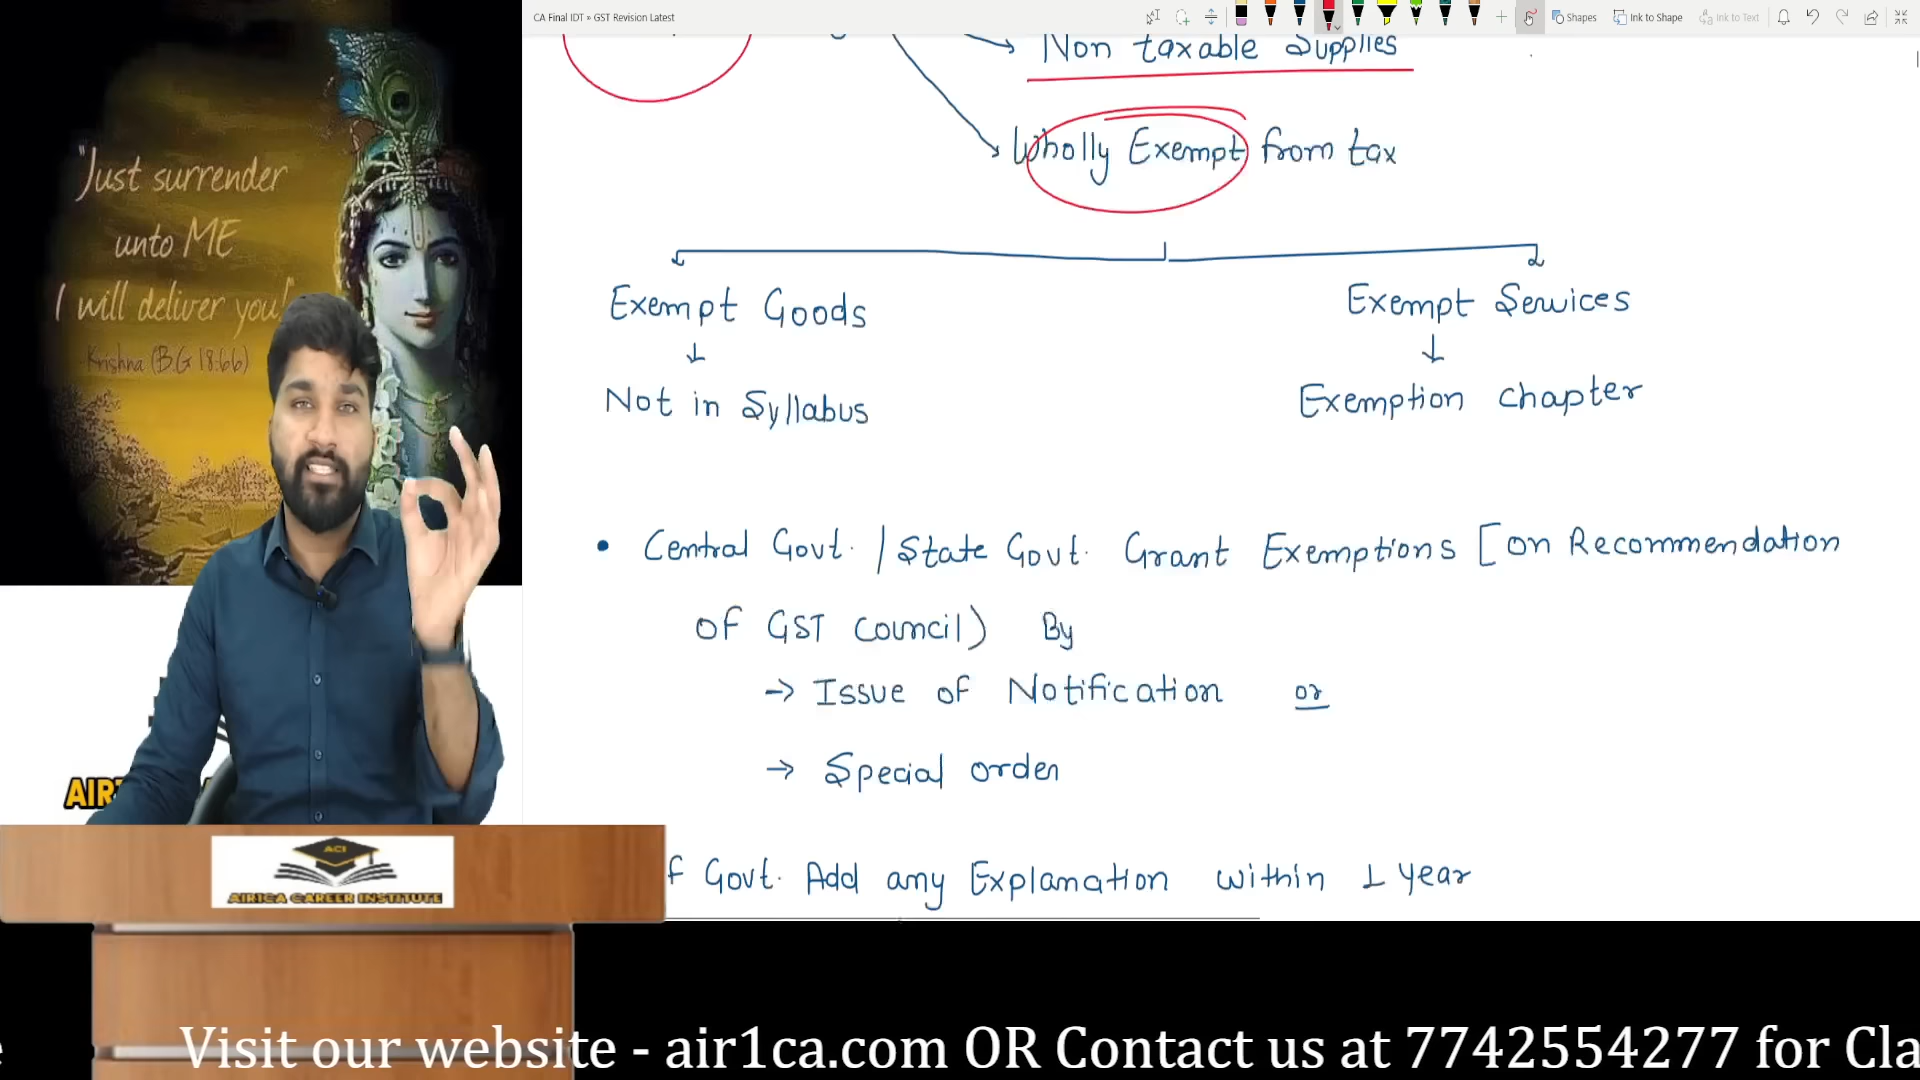 CA Final IDT » GST Revision Latest
Shapes
Ink to Shape
Ink to Text
Non taxable Supplies
Wholly Exempt from tax
"Just surrender
unto ME
I will deliver you!"
-Krishna (B.G 18:66)
Exempt Goods
Exempt Services
Not in Syllabus
Exemption chapter
• Central Govt. / State Govt. Grant Exemptions [on Recommendation
of GST Council) By
→ Issue of Notification or
→ Special order
f Govt. Add any Explanation within 1 year
AIR
ACI
AIR1CA CAREER INSTITUTE
Visit our website - air1ca.com OR Contact us at 7742554277 for Cla